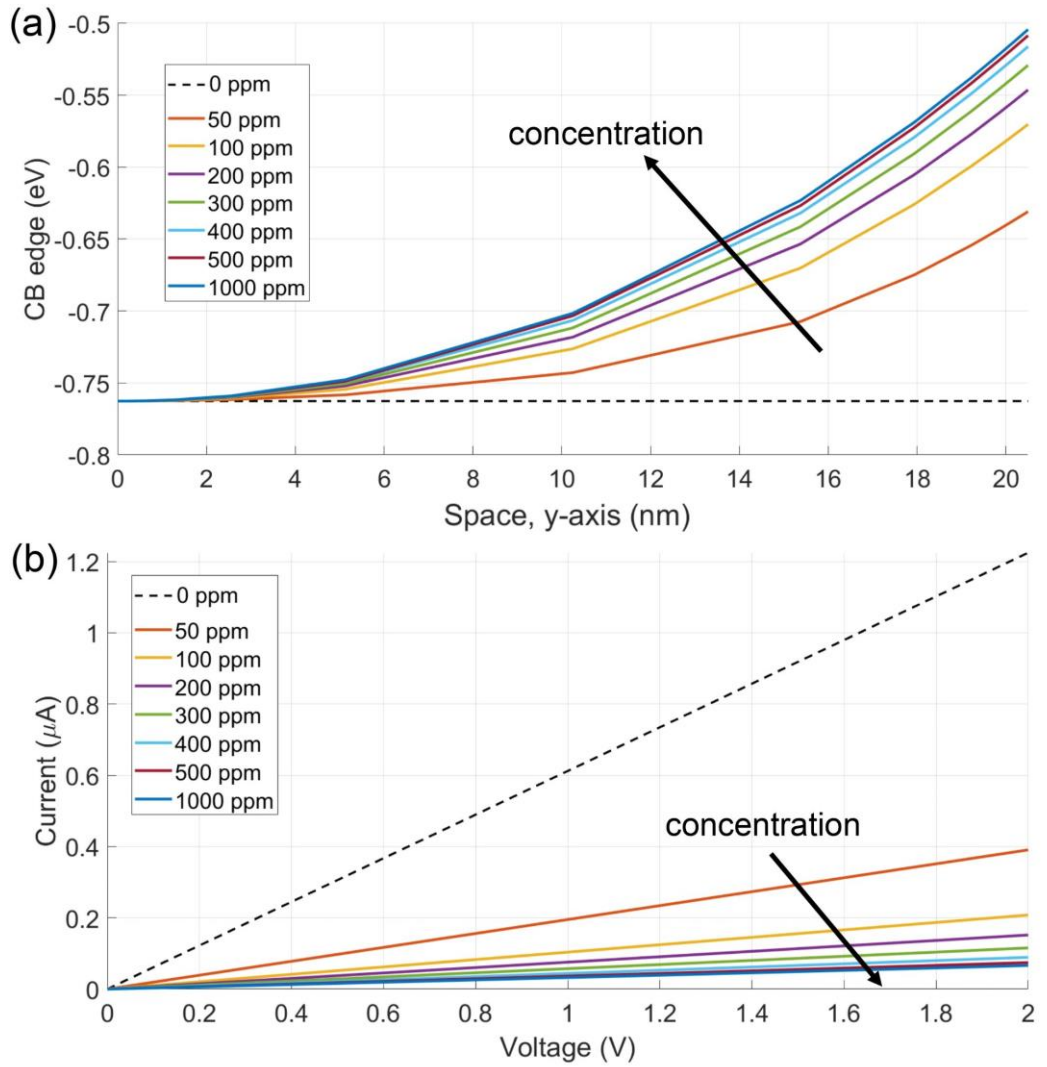 (a)
-0.5
-0.55
-0.6
-0.65
-0.7
-0.75
-0.8
CB edge (eV)
0 ppm
50 ppm
100 ppm
200 ppm
300 ppm
400 ppm
500 ppm
1000 ppm
concentration
0 2 4 6 8 10 12 14 16 18 20
Space, y-axis (nm)
(b)
1.2
1
0.8
0.6
0.4
0.2
0
Current (μA)
0 ppm
50 ppm
100 ppm
200 ppm
300 ppm
400 ppm
500 ppm
1000 ppm
concentration
0 0.2 0.4 0.6 0.8 1 1.2 1.4 1.6 1.8 2
Voltage (V)